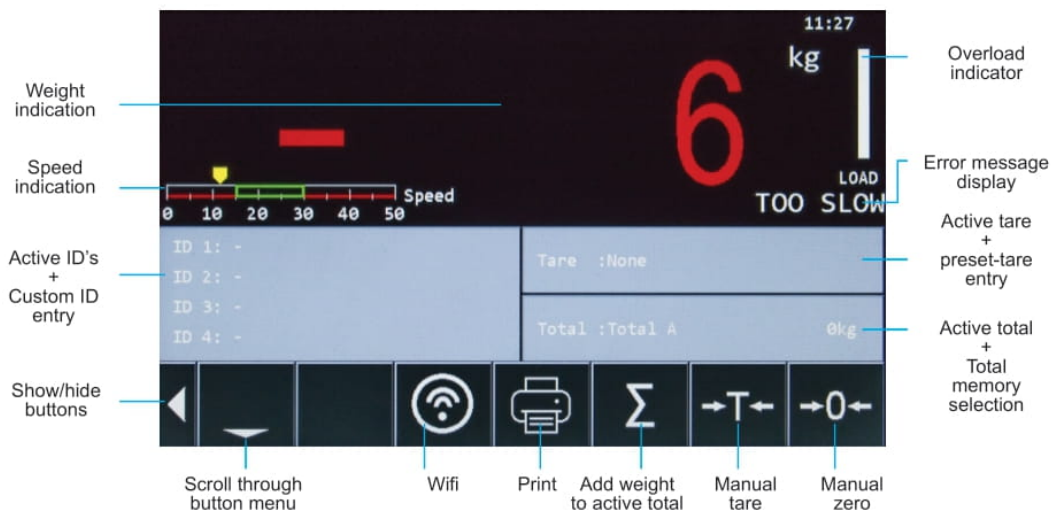 11:27
Weight
indication
kg
Overload
indicator
6
Speed
indication
Speed
0 10 20 30 40 50
LOAD
TOO SLOW
Error message
display
Active ID's
+
Custom ID
entry
ID 1: -
ID 2: -
ID 3: -
ID 4: -
Tare :None
Total :Total A 0kg
Active tare
+
preset-tare
entry
Active total
+
Total
memory
selection
Show/hide
buttons
Σ
→T←
→0←
Scroll through
button menu
Wifi
Print
Add weight
to active total
Manual
tare
Manual
zero